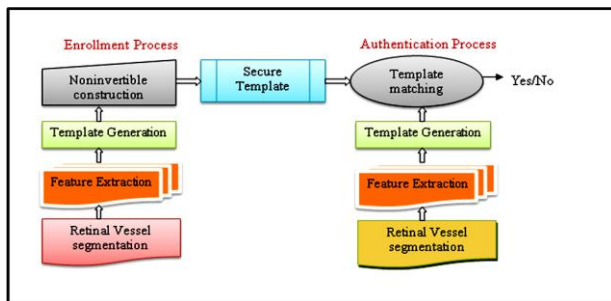 Enrollment Process
Authentication Process
Noninvertible
construction
Secure
Template
Template
matching
Yes/No
Template Generation
Template Generation
Feature Extraction
Feature Extraction
Retinal Vessel
segmentation
Retinal Vessel
segmentation